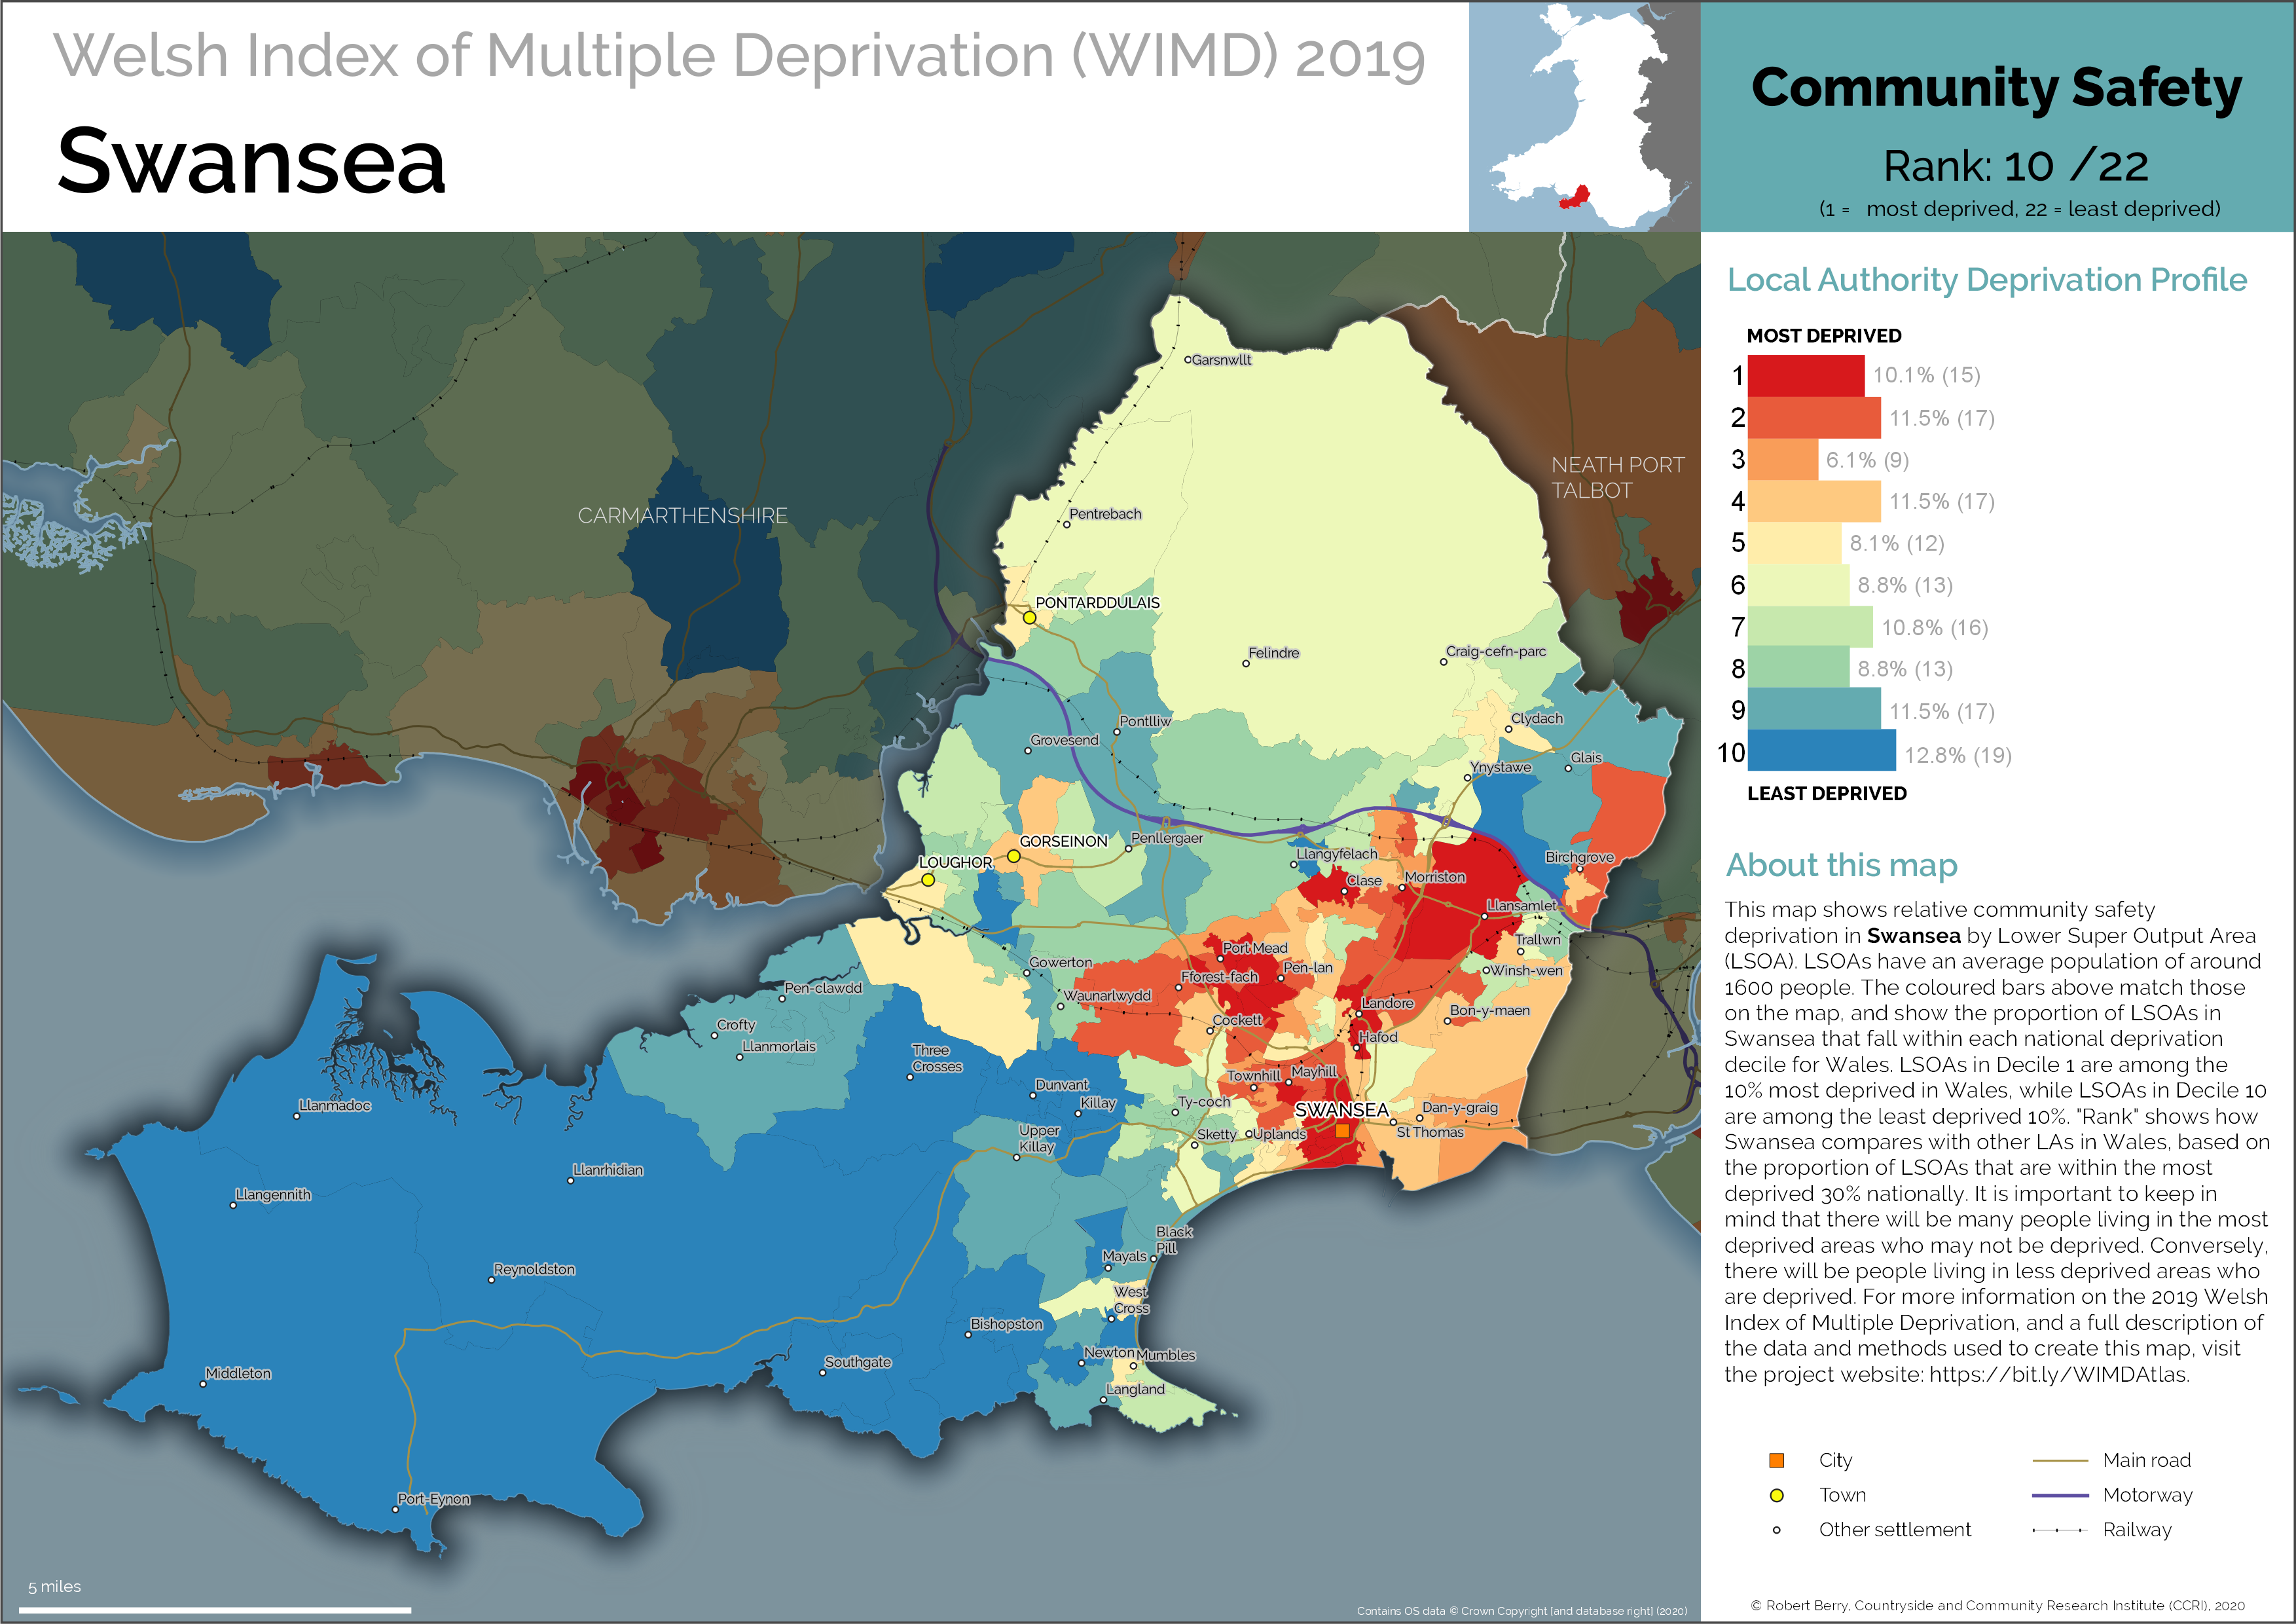 Welsh Index of Multiple Deprivation (WIMD) 2019
Swansea
Community Safety
Rank: 10 /22
(1 = most deprived, 22 = least deprived)
Local Authority Deprivation Profile
MOST DEPRIVED
1 10.1% (15)
2 11.5% (17)
3 6.1% (9)
4 11.5% (17)
5 8.1% (12)
6 8.8% (13)
7 10.8% (16)
8 8.8% (13)
9 11.5% (17)
10 12.8% (19)
LEAST DEPRIVED
About this map
This map shows relative community safety
deprivation in Swansea by Lower Super Output Area
(LSOA). LSOAs have an average population of around
1600 people. The coloured bars above match those
on the map, and show the proportion of LSOAs in
Swansea that fall within each national deprivation
decile for Wales. LSOAs in Decile 1 are among the
10% most deprived in Wales, while LSOAs in Decile 10
are among the least deprived 10%. "Rank" shows how
Swansea compares with other LAs in Wales, based on
the proportion of LSOAs that are within the most
deprived 30% nationally. It is important to keep in
mind that there will be many people living in the most
deprived areas who may not be deprived. Conversely,
there will be people living in less deprived areas who
are deprived. For more information on the 2019 Welsh
Index of Multiple Deprivation, and a full description of
the data and methods used to create this map, visit
the project website: https://bit.ly/WIMDAtlas.
City
Town
Other settlement
Main road
Motorway
Railway
© Robert Berry, Countryside and Community Research Institute (CCRI), 2020
Garsnwllt
NEATH PORT
TALBOT
CARMARTHENSHIRE
Pentrebach
PONTARDDULAIS
Felindre
Craig-cefn-parc
Pontlliw
Clydach
Grovesend
Glais
Ynystawe
GORSEINON
Penllergaer
LOUGHOR
Llangyfelach
Birchgrove
Clase
Morriston
Llansamlet
Trallwn
Port Mead
Gowerton
Fforest-fach
Pen-lan
Winsh-wen
Pen-clawdd
Waunarlwydd
Landore
Bon-y-maen
Crofty
Cockett
Hafod
Llanmorlais
Three
Crosses
Townhill
Mayhill
Dunvant
Killay
Ty-coch
SWANSEA
Dan-y-graig
Llanmadoc
Upper
Killay
Sketty
Uplands
St Thomas
Llanrhidian
Llangennith
Black
Pill
Mayals
Reynoldston
West
Cross
Bishopston
Newton
Mumbles
Southgate
Middleton
Langland
Port-Eynon
5 miles
Contains OS data © Crown Copyright [and database right] (2020)